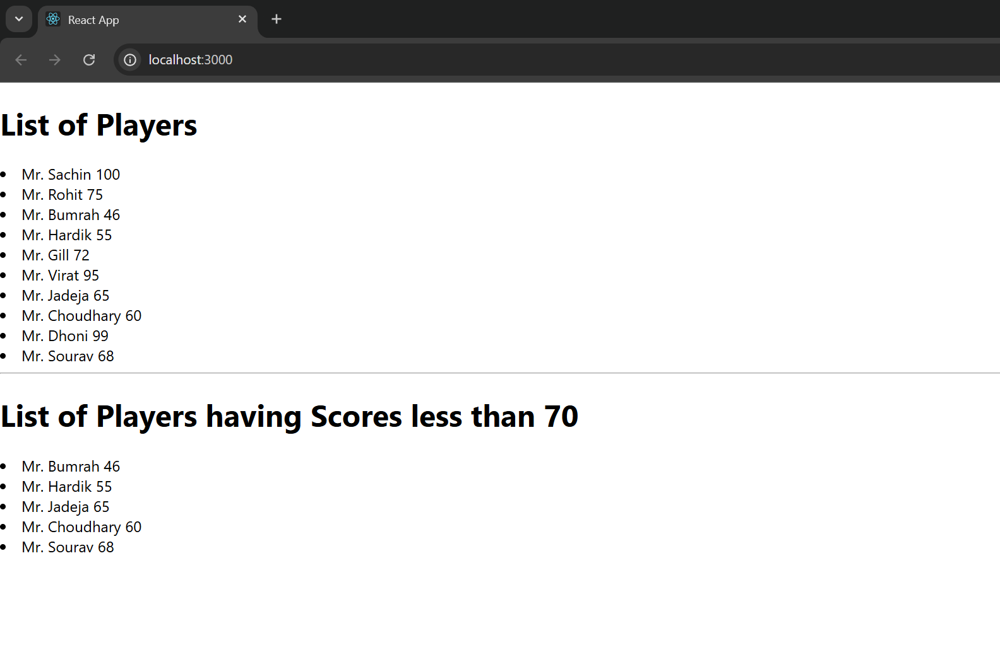 React App
localhost:3000
List of Players
Mr. Sachin 100
Mr. Rohit 75
Mr. Bumrah 46
Mr. Hardik 55
Mr. Gill 72
Mr. Virat 95
Mr. Jadeja 65
Mr. Choudhary 60
Mr. Dhoni 99
Mr. Sourav 68
List of Players having Scores less than 70
Mr. Bumrah 46
Mr. Hardik 55
Mr. Jadeja 65
Mr. Choudhary 60
Mr. Sourav 68